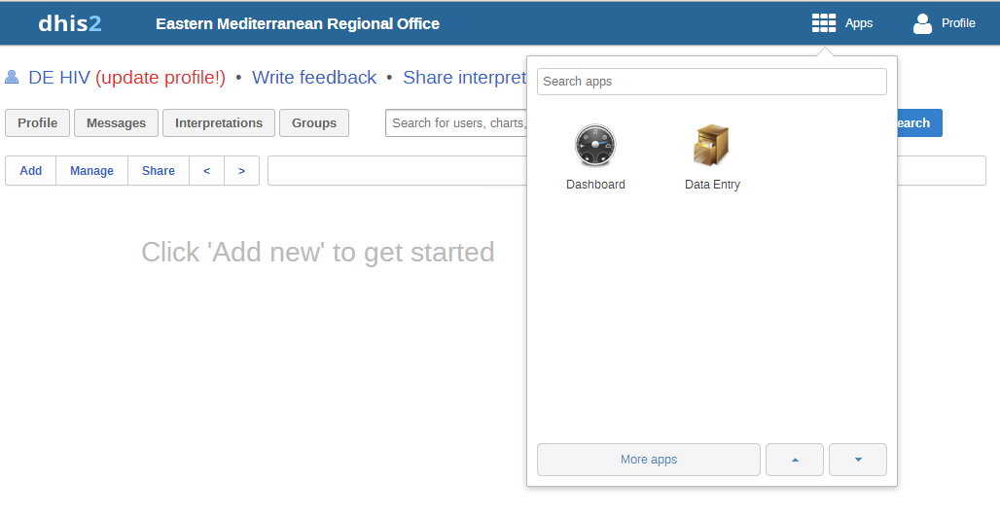 dhis2 Eastern Mediterranean Regional Office Apps Profile
DE HIV (update profile!) • Write feedback • Share interpret
Search apps
Profile Messages Interpretations Groups Search for users, charts, earch
Add Manage Share < >
Dashboard Data Entry
Click 'Add new' to get started
More apps